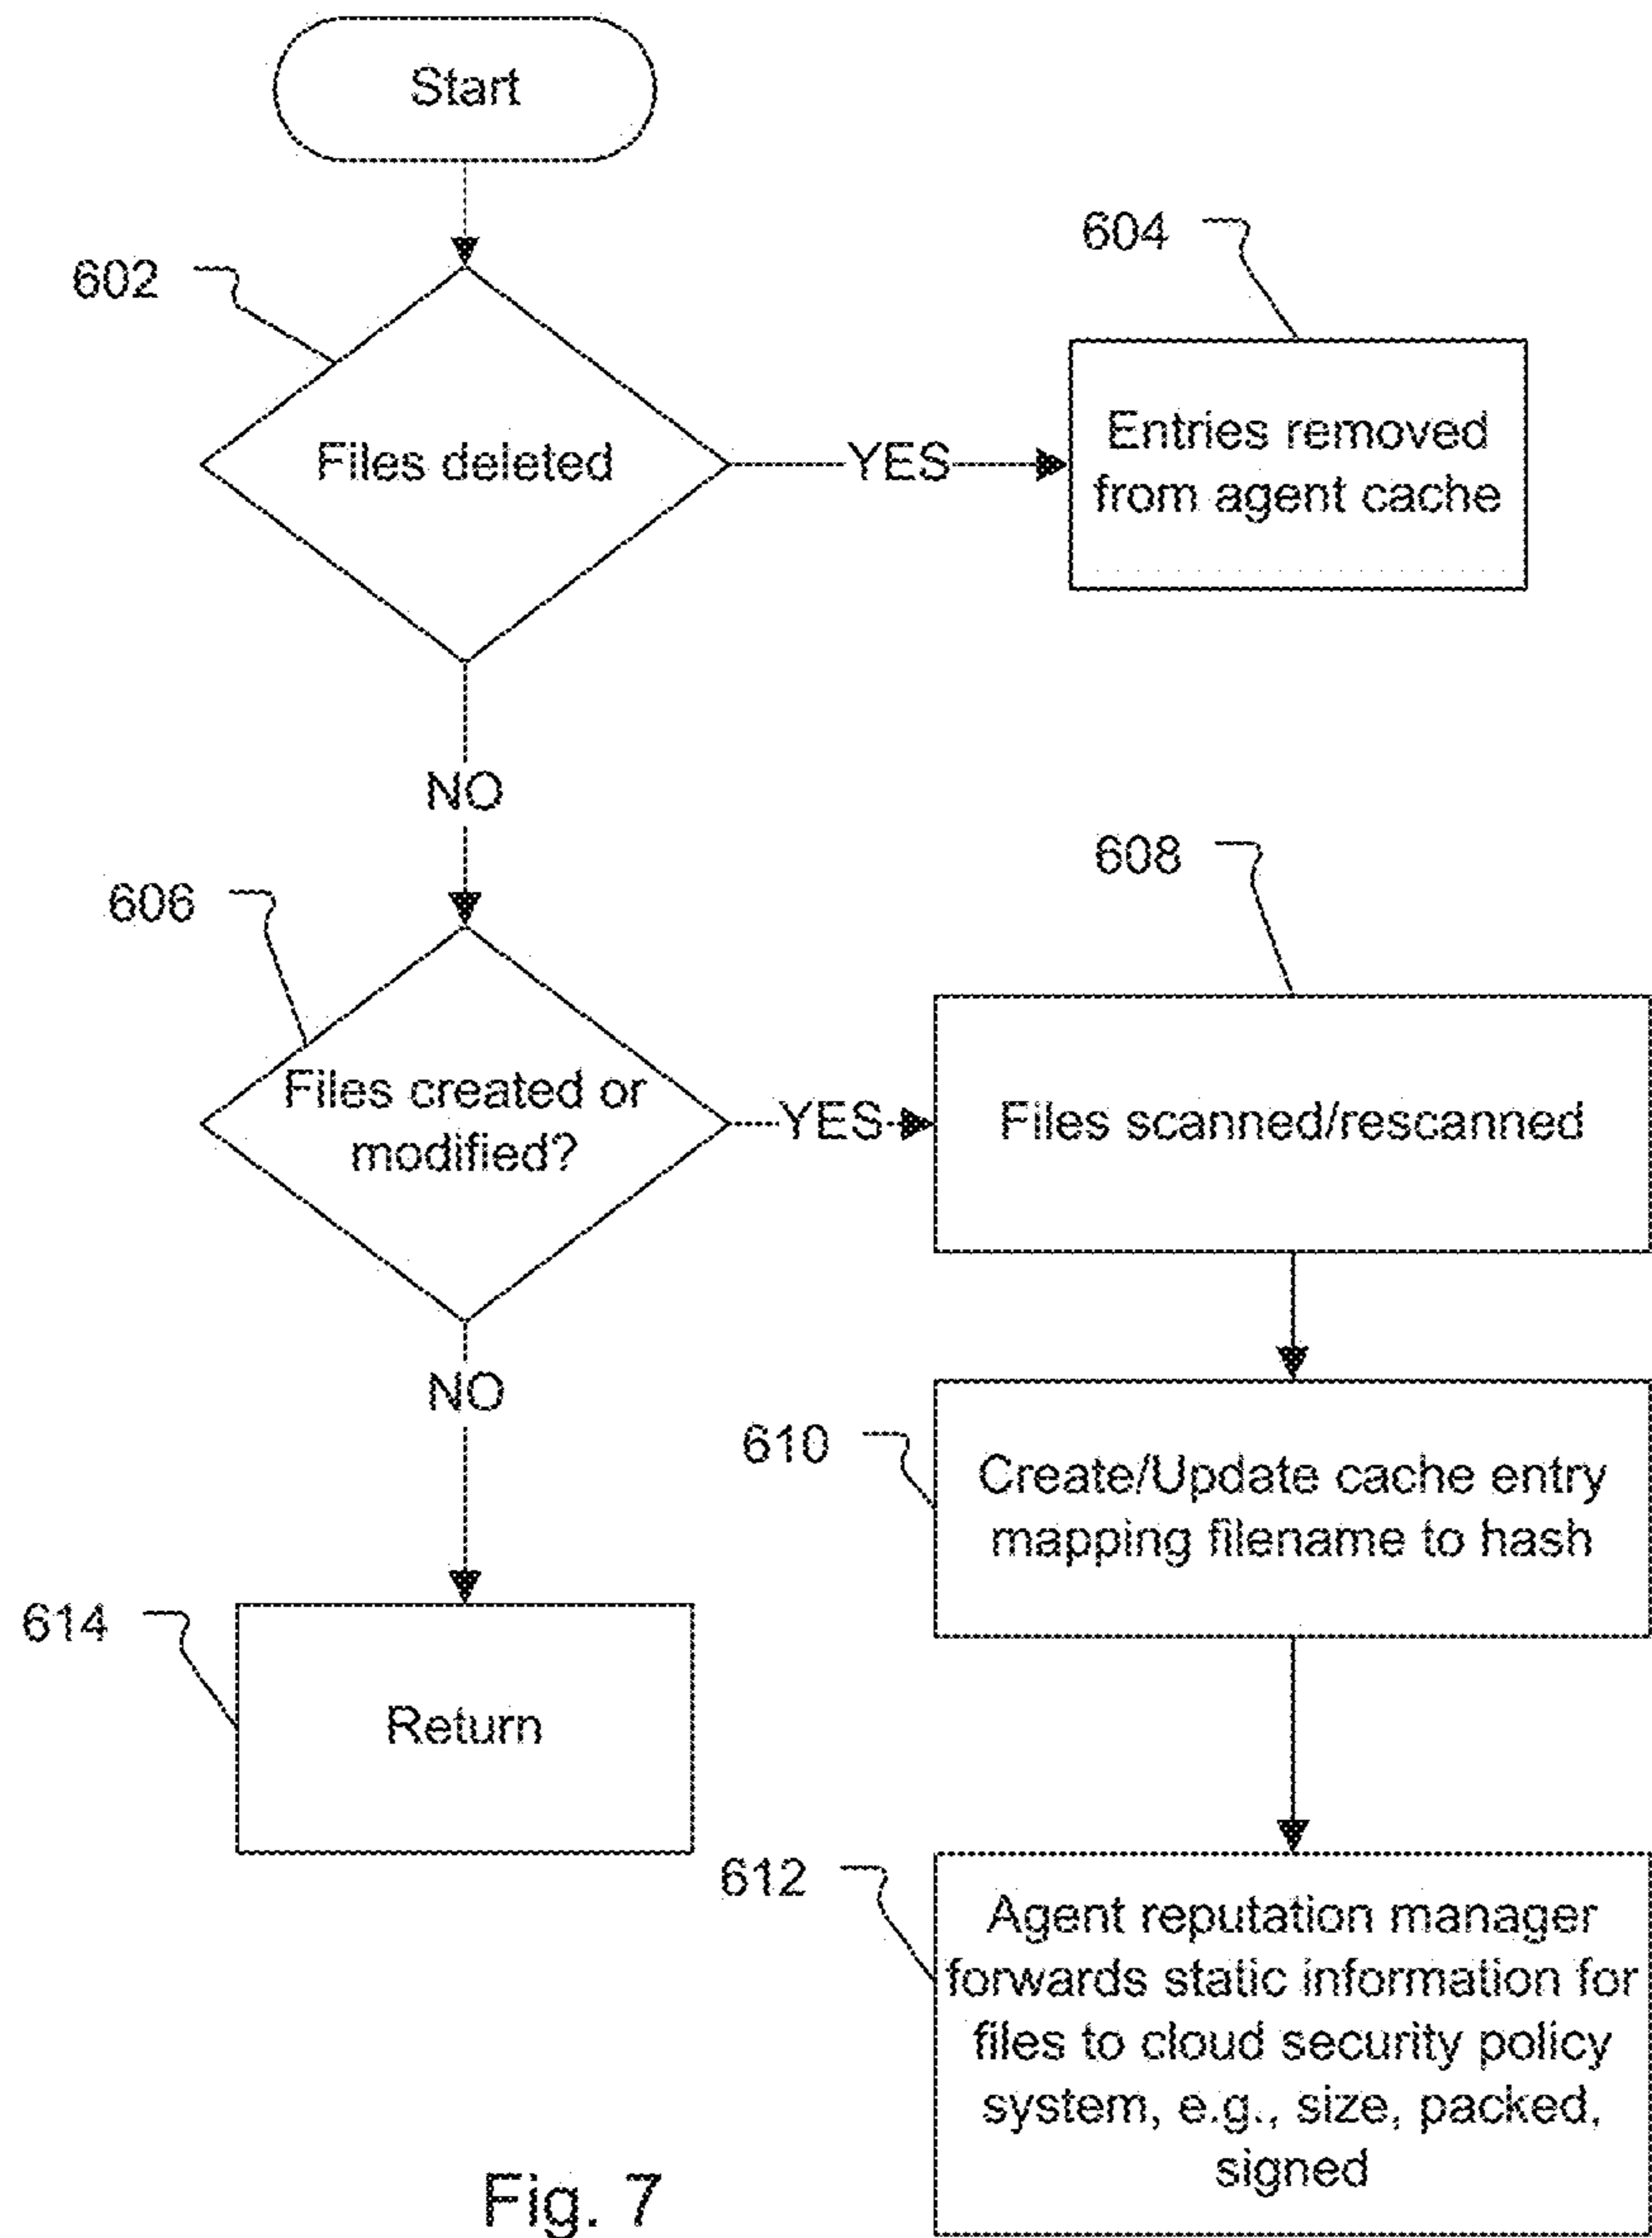 Start
602
Files deleted
YES
604
Entries removed
from agent cache
NO
606
Files created or
modified?
YES
608
Files scanned/rescanned
610
Create/Update cache entry
mapping filename to hash
NO
614
Return
612
Agent reputation manager
forwards static information for
files to cloud security policy
system, e.g., size, packed,
signed
Fig. 7